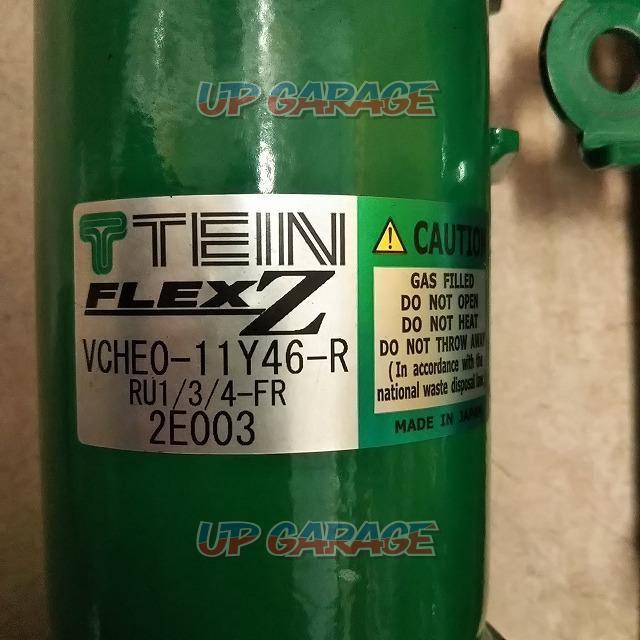 UP GARAGE
TEIN
FLEX Z
VCHE0-11Y46-R
RU1/3/4-FR
2E003
CAUTION
GAS FILLED
DO NOT OPEN
DO NOT HEAT
DO NOT THROW AWAY
( In accordance with the
national waste disposal law
MADE IN JAPAN
UP GARAGE